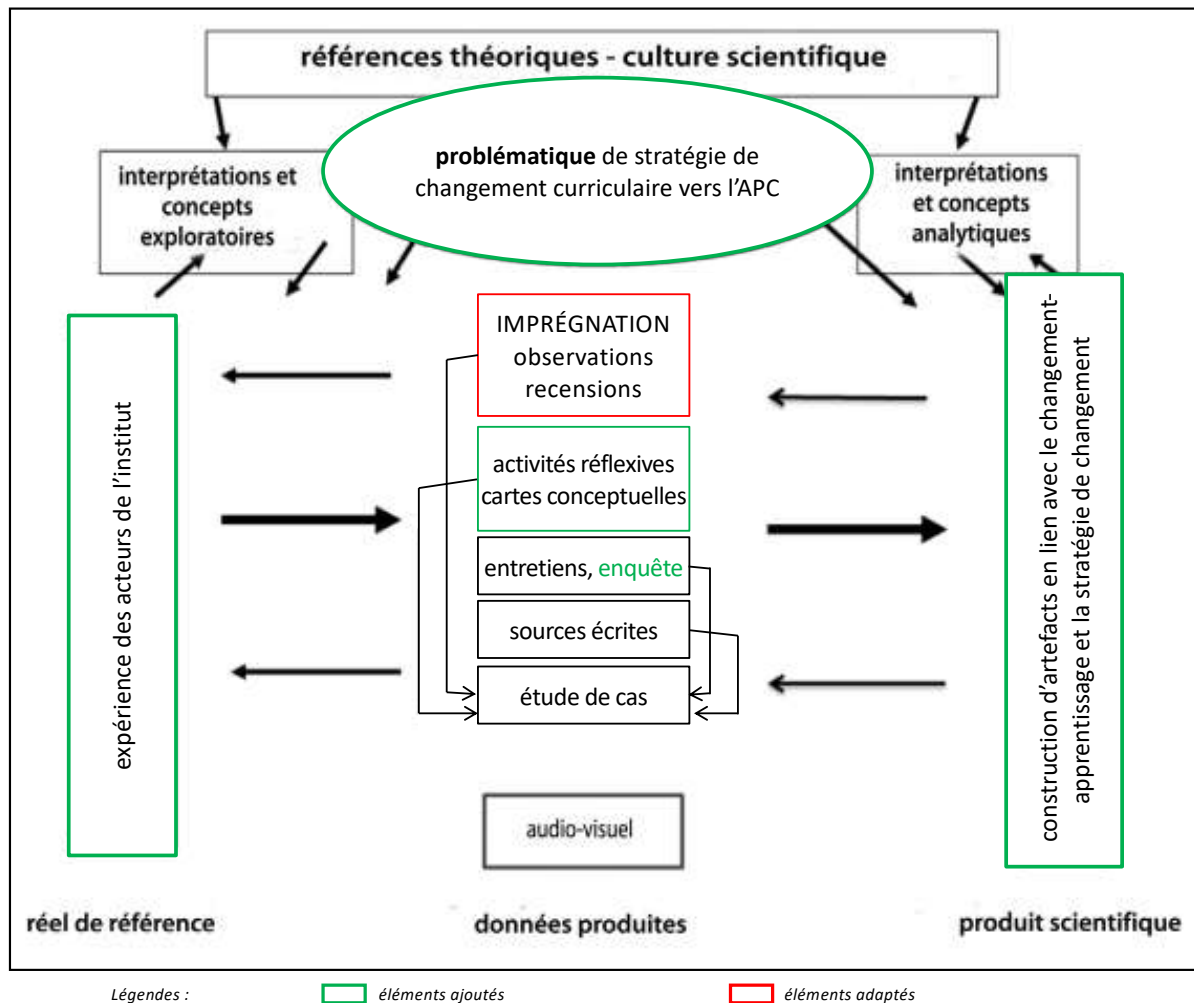 références théoriques - culture scientifique
problématique de stratégie de
changement curriculaire vers l’APC
interprétations et
concepts
exploratoires
interprétations
et concepts
analytiques
IMPRÉGNATION
observations
recensions
activités réflexives
cartes conceptuelles
entretiens, enquête
sources écrites
étude de cas
audio-visuel
expérience des acteurs de l’institut
construction d’artefacts en lien avec le changement-
apprentissage et la stratégie de changement
réel de référence
données produites
produit scientifique
Légendes :
éléments ajoutés
éléments adaptés